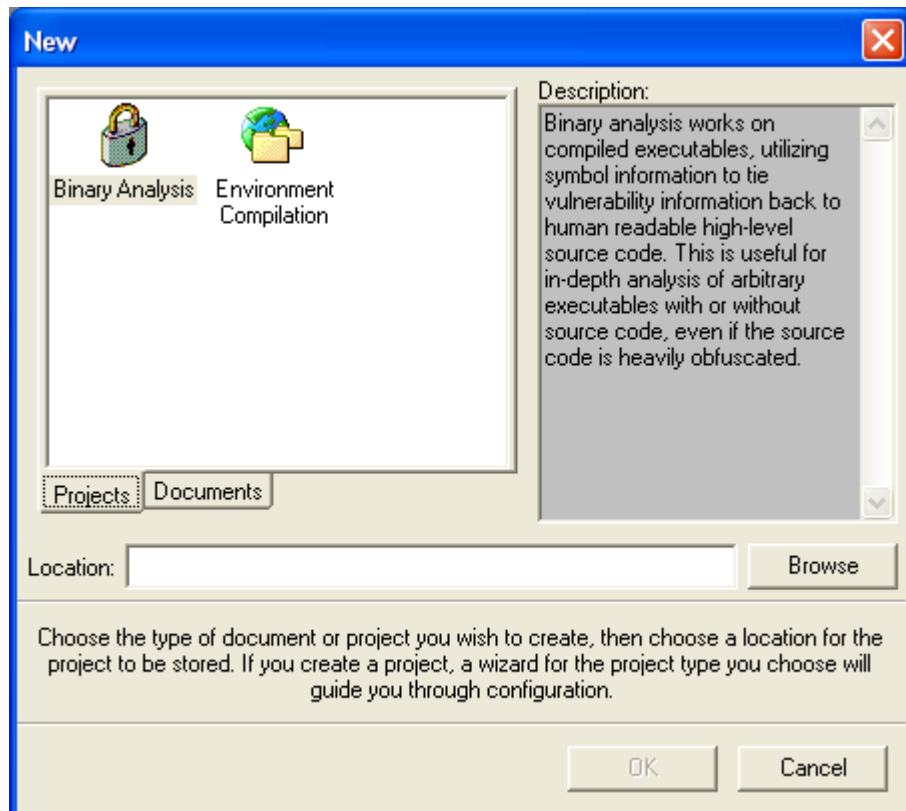 New
Binary Analysis
Environment
Compilation
Projects
Documents
Description:
Binary analysis works on
compiled executables, utilizing
symbol information to tie
vulnerability information back to
human readable high-level
source code. This is useful for
in-depth analysis of arbitrary
executables with or without
source code, even if the source
code is heavily obfuscated.
Location:
Browse
Choose the type of document or project you wish to create, then choose a location for the
project to be stored. If you create a project, a wizard for the project type you choose will
guide you through configuration.
OK
Cancel